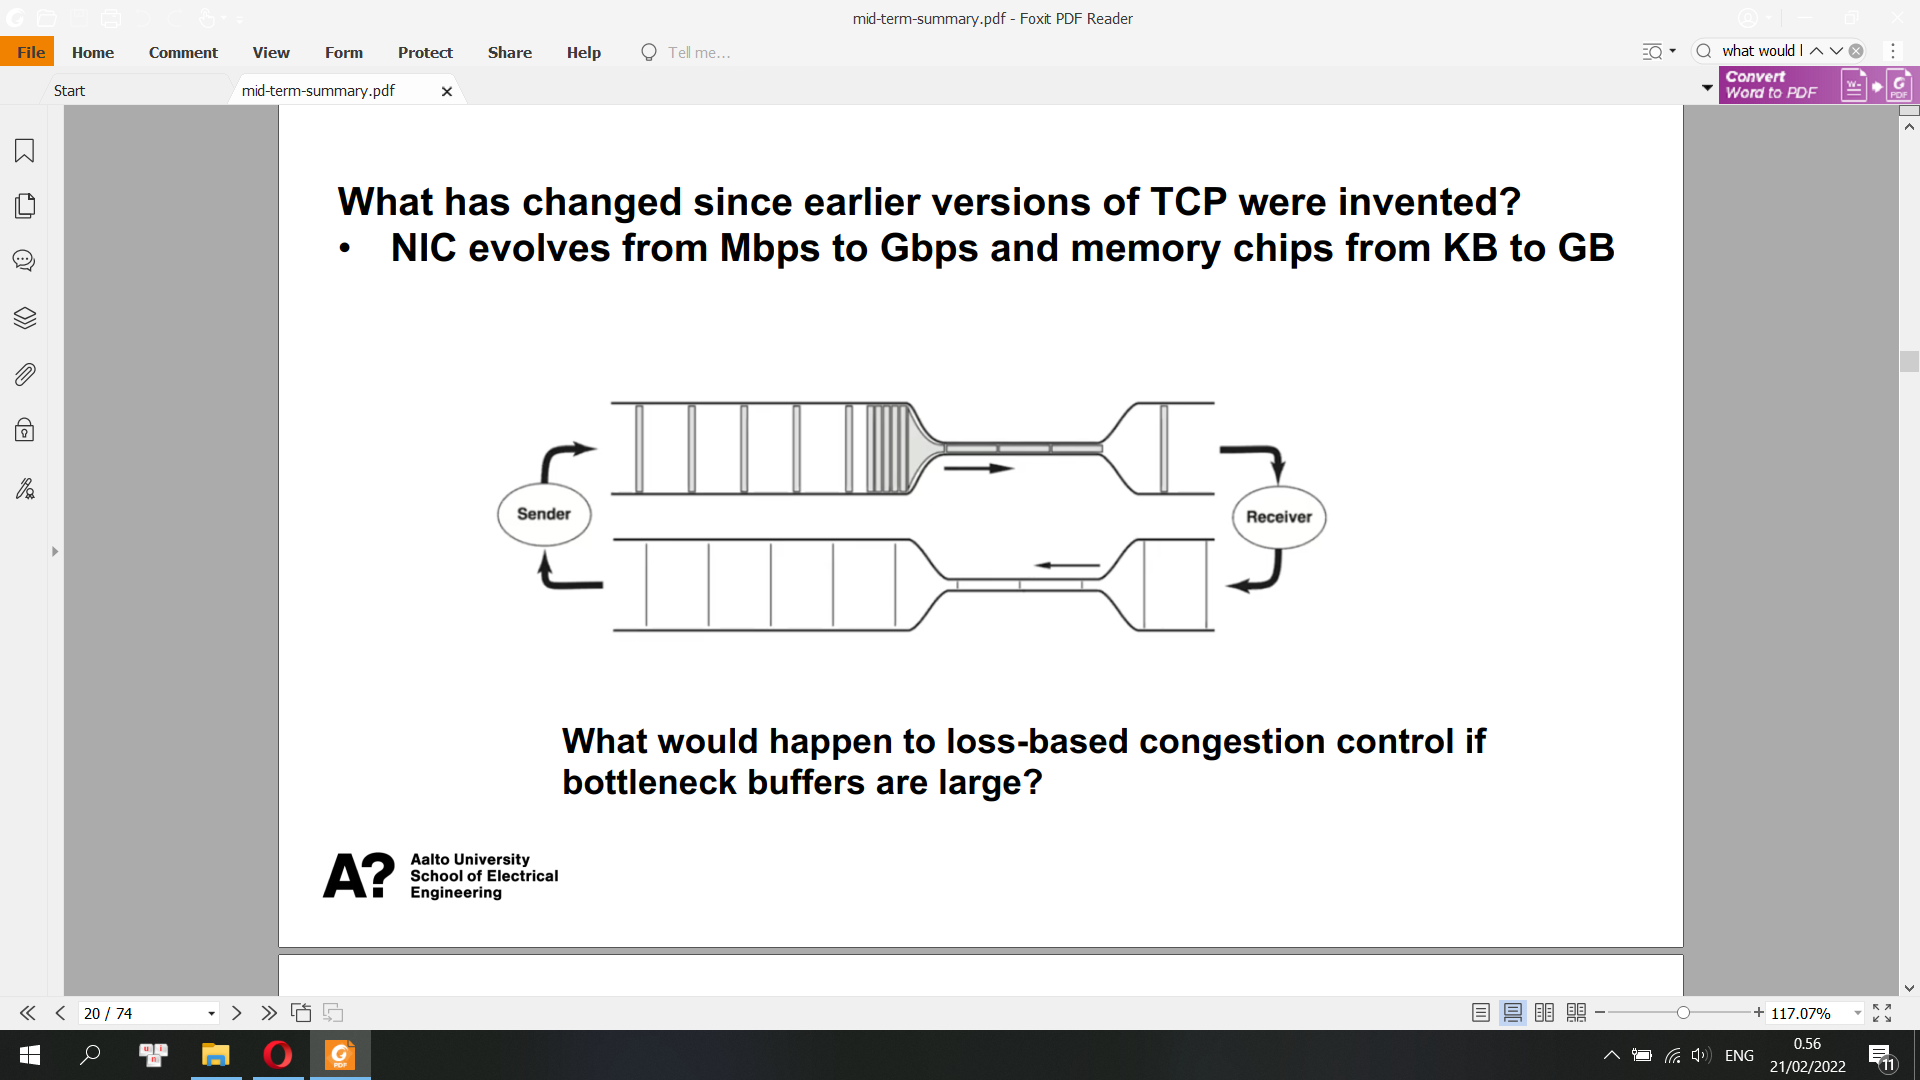 mid-term-summary.pdf - Foxit PDF Reader
File Home Comment View Form Protect Share Help Tell me...
what would l
Start
mid-term-summary.pdf
Convert
Word to PDF
W
PDF
What has changed since earlier versions of TCP were invented?
• NIC evolves from Mbps to Gbps and memory chips from KB to GB
Sender
Receiver
What would happen to loss-based congestion control if
bottleneck buffers are large?
A?
Aalto University
School of Electrical
Engineering
20 / 74
117.07%
u i n
PDF
ENG
0.56
21/02/2022
11